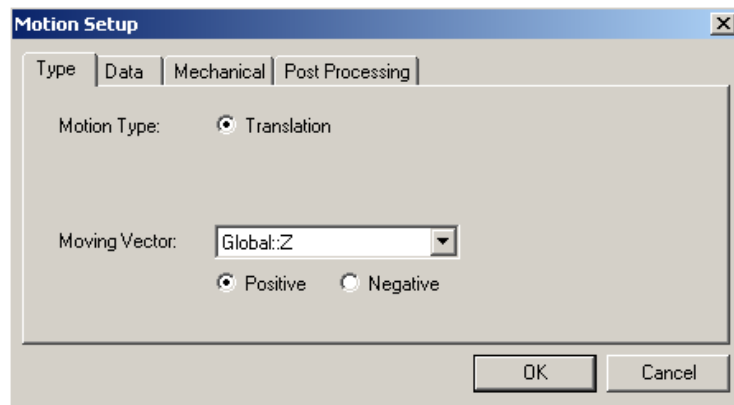 Motion Setup
Type Data Mechanical Post Processing
Motion Type: Translation
Moving Vector: Global::Z
Positive Negative
OK Cancel